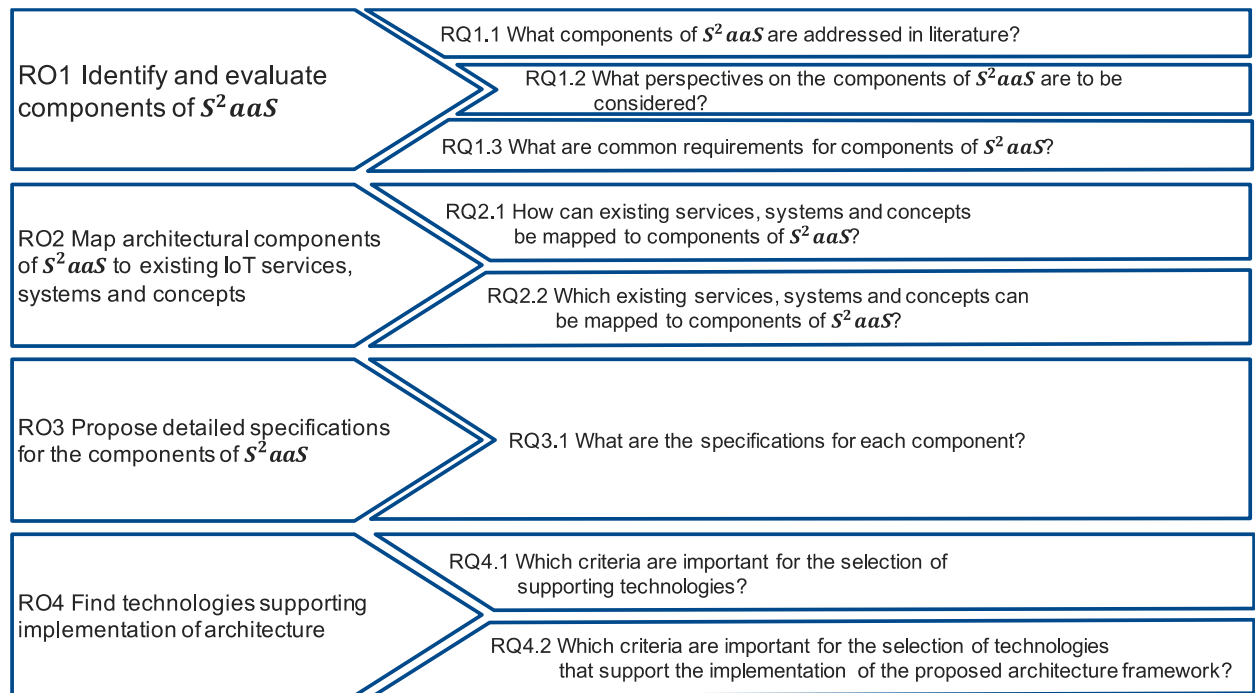 RO1 Identify and evaluate
components of S² aaS
RQ1.1 What components of S² aaS are addressed in literature?
RQ1.2 What perspectives on the components of S² aaS are to be
considered?
RQ1.3 What are common requirements for components of S² aaS?
RO2 Map architectural components
of S² aaS to existing IoT services,
systems and concepts
RQ2.1 How can existing services, systems and concepts
be mapped to components of S² aaS?
RQ2.2 Which existing services, systems and concepts can
be mapped to components of S² aaS?
RO3 Propose detailed specifications
for the components of S² aaS
RQ3.1 What are the specifications for each component?
RO4 Find technologies supporting
implementation of architecture
RQ4.1 Which criteria are important for the selection of
supporting technologies?
RQ4.2 Which criteria are important for the selection of technologies
that support the implementation of the proposed architecture framework?